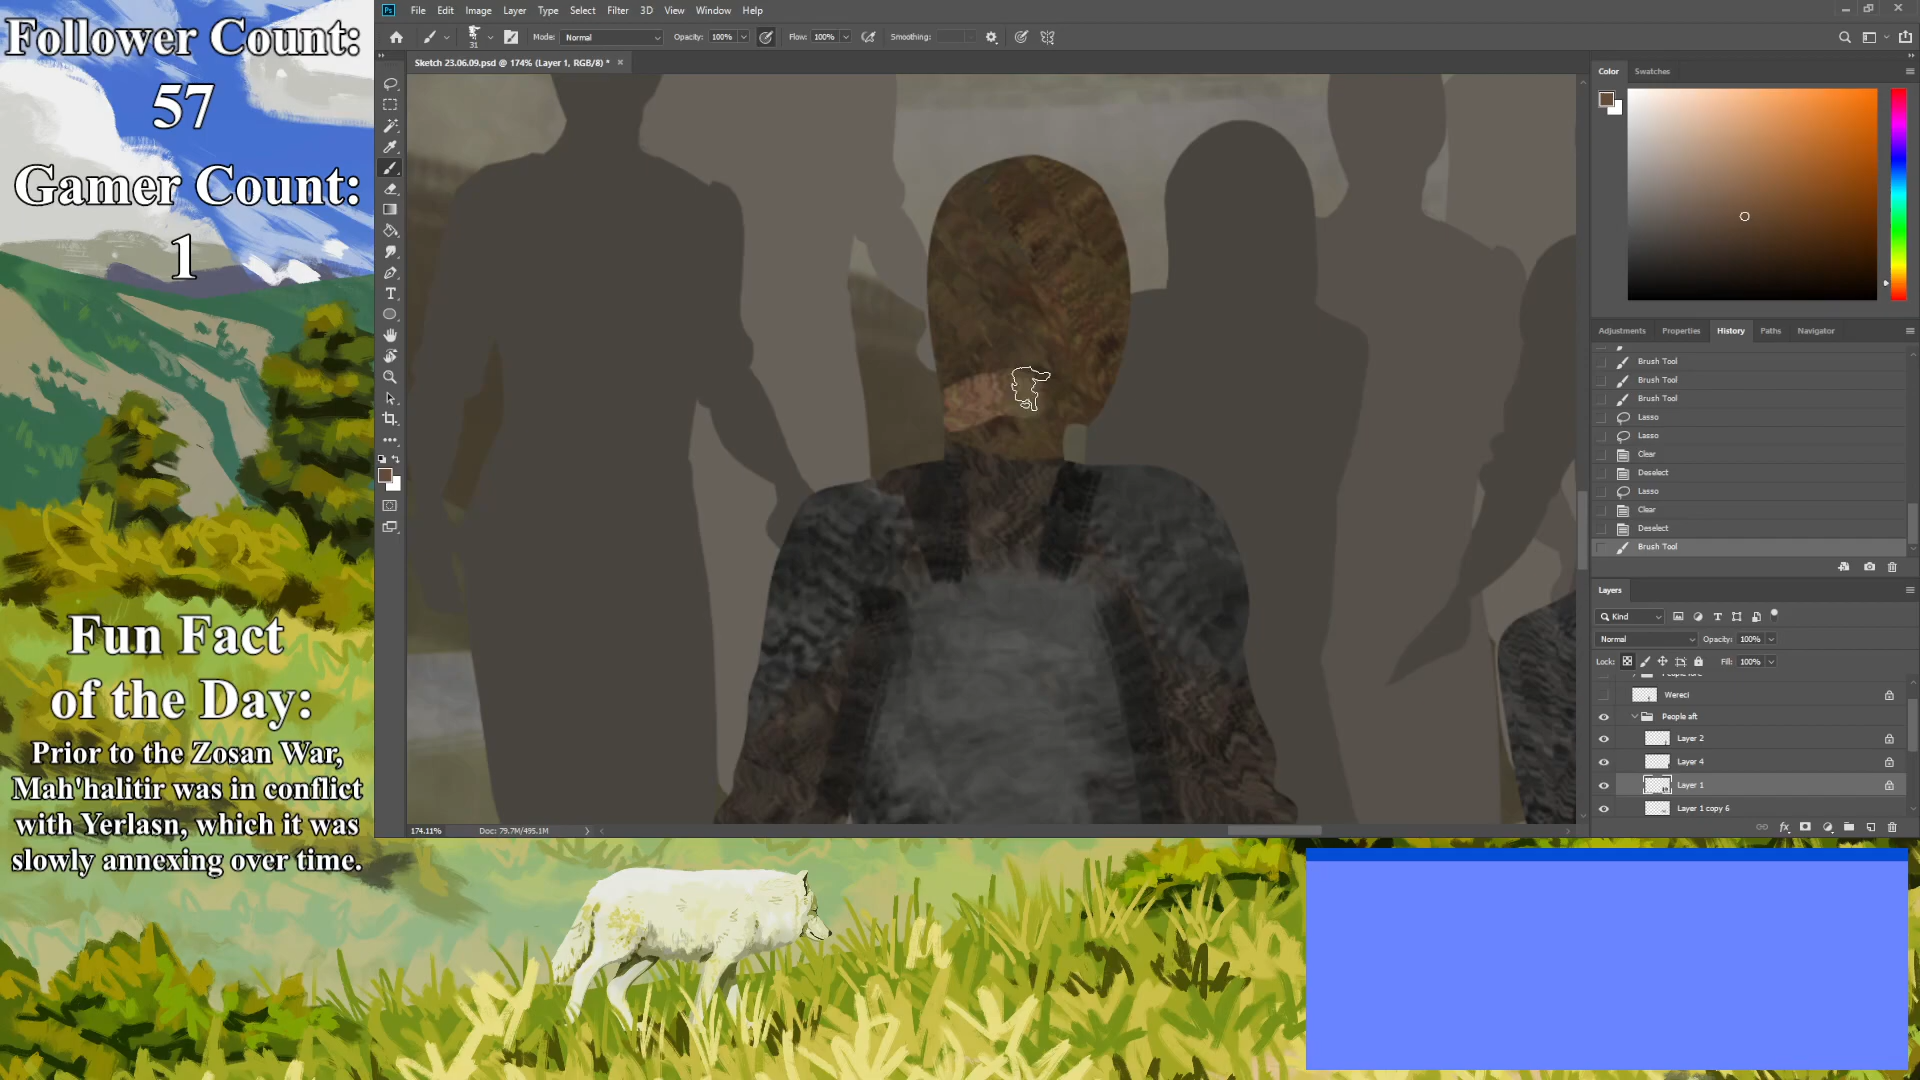 Follower Count:
57
Gamer Count:
1
Fun Fact
of the Day:
Prior to the Zosan War,
Mah'halitir was in conflict
with Yerlasn, which it was
slowly annexing over time.
Ps File Edit Image Layer Type Select Filter 3D View Window Help
31 Mode: Normal Opacity: 100% Flow: 100% Smoothing:
Sketch 23.06.09.psd @ 174% (Layer 1, RGB/8) *
Color Swatches
Adjustments Properties History Paths Navigator
Brush Tool
Brush Tool
Brush Tool
Lasso
Lasso
Clear
Deselect
Lasso
Clear
Deselect
Brush Tool
Layers
Kind
Normal Opacity: 100%
Lock: Fill: 100%
Wereci
People aft
Layer 2
Layer 4
Layer 1
Layer 1 copy 6
174.11% Doc: 79.7M/495.1M